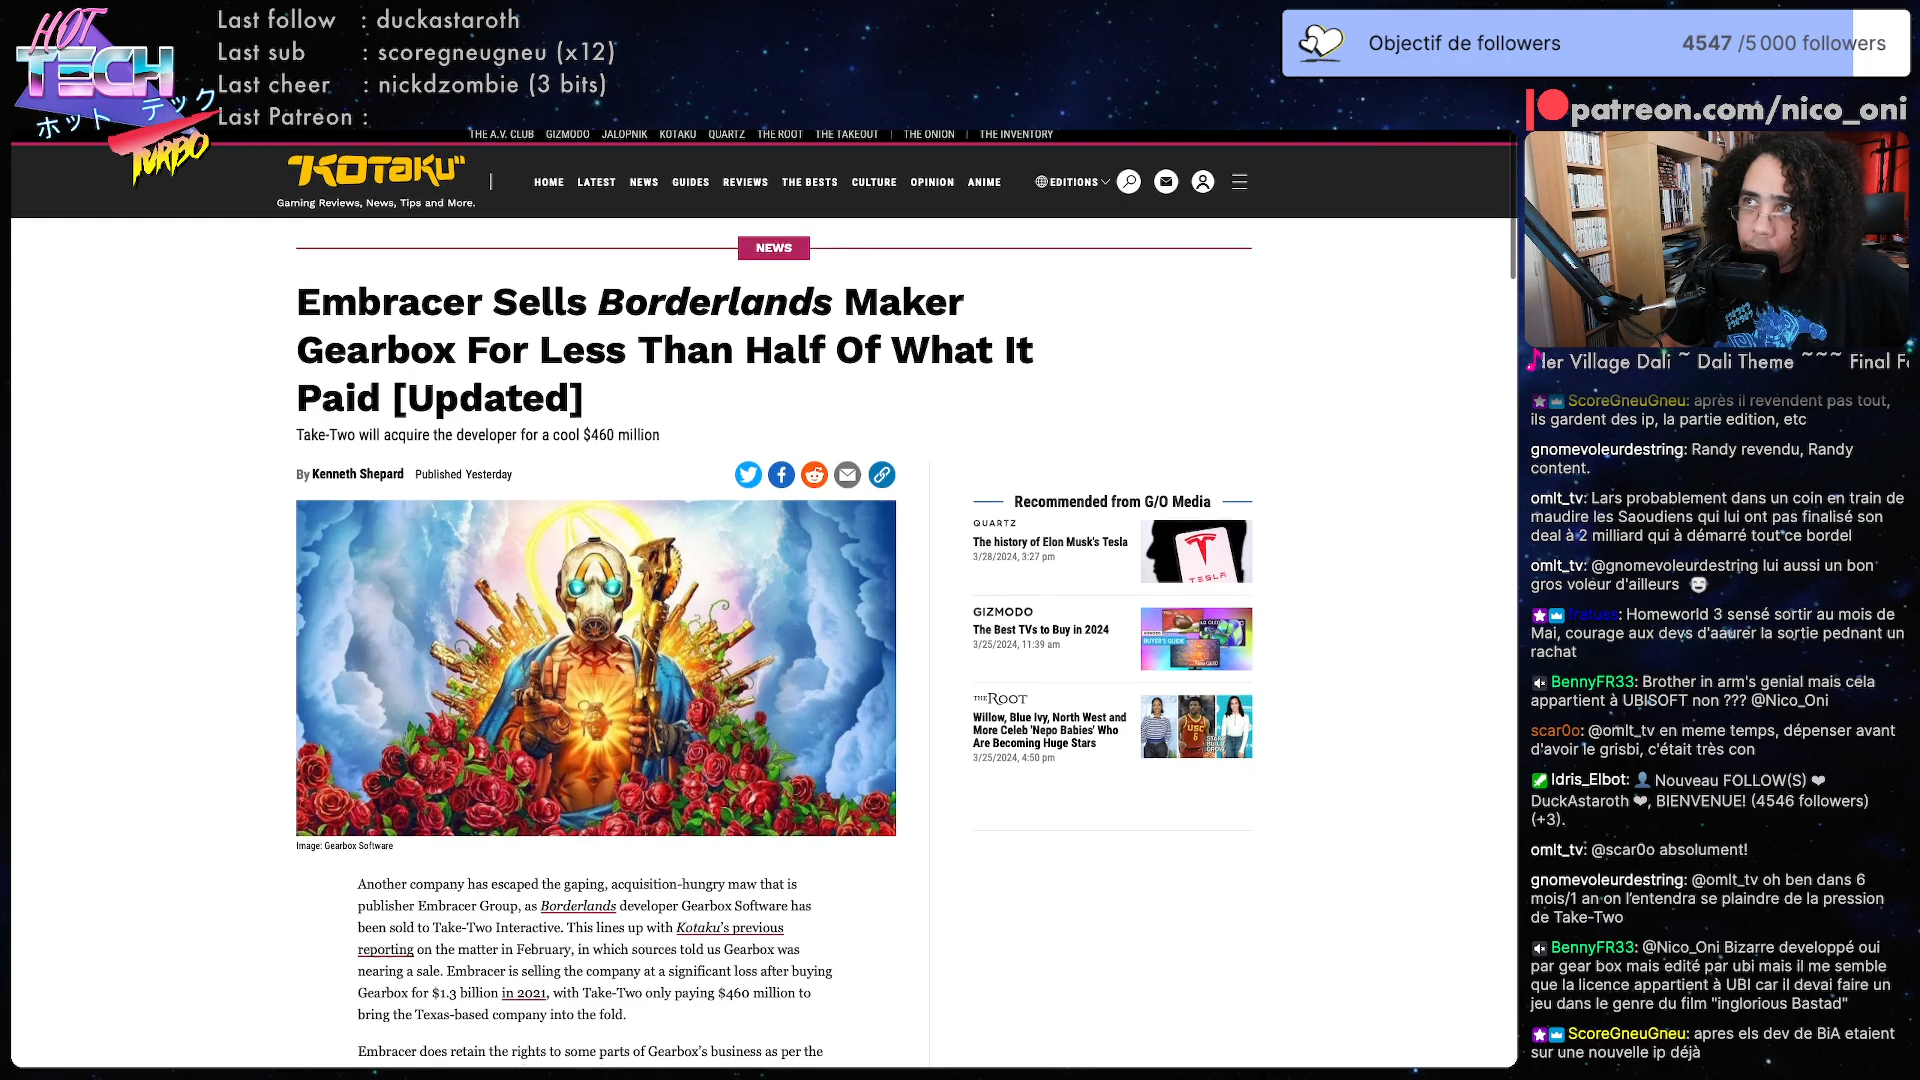 HOT
TECH
ホット テック
TURBO
Last follow : duckastaroth
Last sub : scoregneugneu (x12)
Last cheer : nickdzombie (3 bits)
Last Patreon :
Objectif de followers 4547 /5 000 followers
patreon.com/nico_oni
THE A.V. CLUB GIZMODO JALOPNIK KOTAKU QUARTZ THE ROOT THE TAKEOUT | THE ONION | THE INVENTORY
KOTAKU
Gaming Reviews, News, Tips and More.
HOME LATEST NEWS GUIDES REVIEWS THE BESTS CULTURE OPINION ANIME EDITIONS
NEWS
Embracer Sells Borderlands Maker
Gearbox For Less Than Half Of What It
Paid [Updated]
Take-Two will acquire the developer for a cool $460 million
By Kenneth Shepard Published Yesterday
Image: Gearbox Software
Another company has escaped the gaping, acquisition-hungry maw that is
publisher Embracer Group, as Borderlands developer Gearbox Software has
been sold to Take-Two Interactive. This lines up with Kotaku's previous
reporting on the matter in February, in which sources told us Gearbox was
nearing a sale. Embracer is selling the company at a significant loss after buying
Gearbox for $1.3 billion in 2021, with Take-Two only paying $460 million to
bring the Texas-based company into the fold.
Embracer does retain the rights to some parts of Gearbox's business as per the
Recommended from G/O Media
QUARTZ
The history of Elon Musk's Tesla
3/28/2024, 3:27 pm
TESLA
GIZMODO
The Best TVs to Buy in 2024
3/25/2024, 11:39 am
BUYER'S GUIDE
THE ROOT
Willow, Blue Ivy, North West and
More Celeb 'Nepo Babies' Who
Are Becoming Huge Stars
3/25/2024, 4:50 pm
USC
6
ler Village Dali ~ Dali Theme ~~~ Final F
ScoreGneuGneu: après il revendent pas tout,
ils gardent des ip, la partie edition, etc
gnomevoleurdestring: Randy revendu, Randy
content.
omlt_tv: Lars probablement dans un coin en train de
maudire les Saoudiens qui lui ont pas finalisé son
deal à 2 milliard qui à démarré tout ce bordel
omlt_tv: @gnomevoleurdestring lui aussi un bon
gros voleur d'ailleurs
: Homeworld 3 sensé sortir au mois de
Mai, courage aux devs d'aaurer la sortie pednant un
rachat
BennyFR33: Brother in arm's genial mais cela
appartient à UBISOFT non ??? @Nico_Oni
scar0o: @omlt_tv en meme temps, dépenser avant
d'avoir le grisbi, c'était très con
Idris_Elbot: 👤 Nouveau FOLLOW(S) ❤
DuckAstaroth ❤, BIENVENUE! (4546 followers)
(+3).
omlt_tv: @scar0o absolument!
gnomevoleurdestring: @omlt_tv oh ben dans 6
mois/1 an on l'entendra se plaindre de la pression
de Take-Two
BennyFR33: @Nico_Oni Bizarre developpé oui
par gear box mais edité par ubi mais il me semble
que la licence appartient à UBI car il devai faire un
jeu dans le genre du film "inglorious Bastad"
ScoreGneuGneu: apres els dev de BiA etaient
sur une nouvelle ip déjà